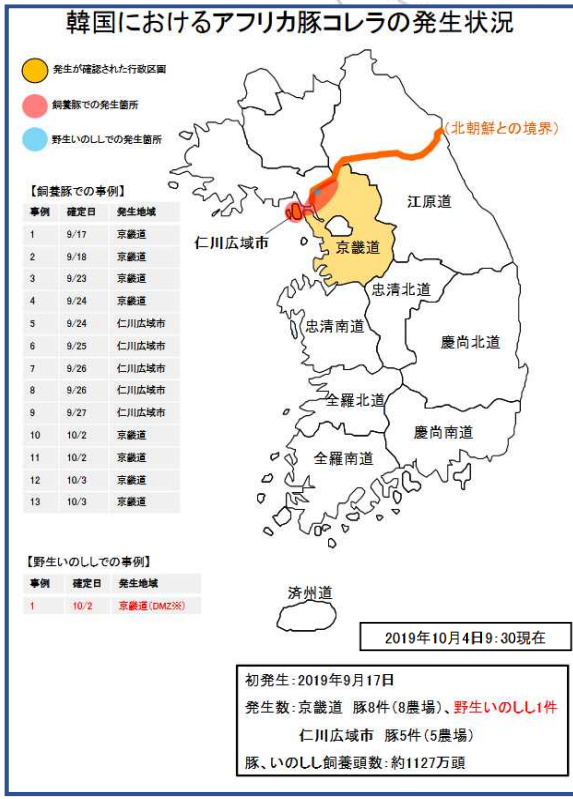 韓国におけるアフリカ豚コレラの発生状況
発生が確認された行政区画
飼養豚での発生箇所
野生いのししでの発生箇所
(北朝鮮との境界)
【飼養豚での事例】
事例 確定日 発生地域
1 9/17 京畿道
2 9/18 京畿道
3 9/23 京畿道
4 9/24 京畿道
5 9/24 仁川広域市
6 9/25 仁川広域市
7 9/26 仁川広域市
8 9/26 仁川広域市
9 9/27 仁川広域市
10 10/2 京畿道
11 10/2 京畿道
12 10/3 京畿道
13 10/3 京畿道
江原道
仁川広域市
京畿道
忠清北道
忠清南道
慶尚北道
全羅北道
慶尚南道
全羅南道
【野生いのししでの事例】
事例 確定日 発生地域
1 10/2 京畿道(DMZ※)
済州道
2019年10月4日9:30現在
初発生:2019年9月17日
発生数:京畿道 豚8件(8農場)、野生いのしし1件
仁川広域市 豚5件(5農場)
豚、いのしし飼養頭数:約1127万頭